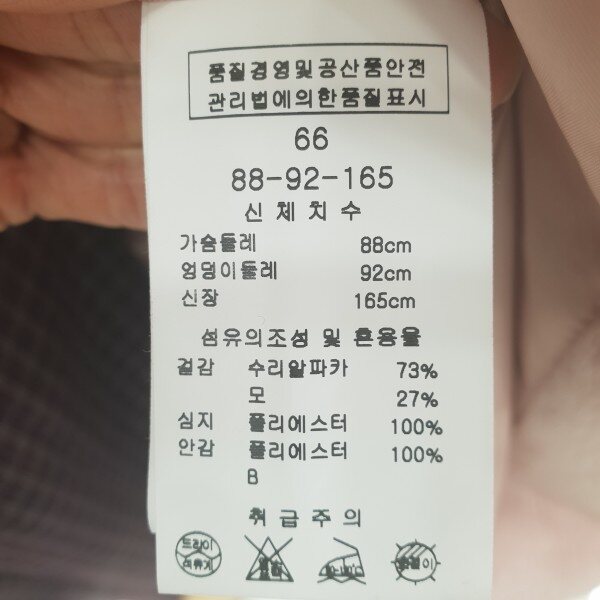 품질경영및공산품안전
관리법에의한품질표시
66
88-92-165
신체치수
가슴둘레 88cm
엉덩이둘레 92cm
신장 165cm
섬유의조성 및 혼용율
겉감 수리알파카 73%
모 27%
심지 폴리에스터 100%
안감 폴리에스터 100%
B
취급주의
드라이
석유계